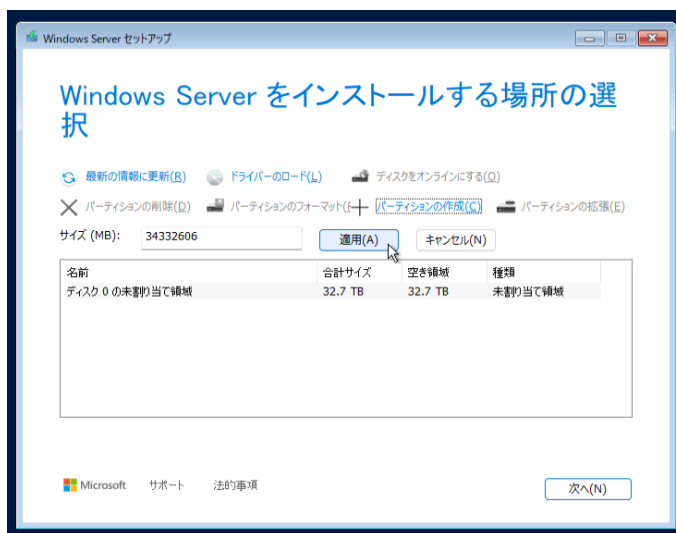 Windows Server セットアップ
Windows Server をインストールする場所の選
択
最新の情報に更新(R) ドライバーのロード(L) ディスクをオンラインにする(O)
パーティションの削除(D) パーティションのフォーマット(F パーティションの作成(C) パーティションの拡張(E)
サイズ (MB): 34332606 適用(A) キャンセル(N)
名前 合計サイズ 空き領域 種類
ディスク 0 の未割り当て領域 32.7 TB 32.7 TB 未割り当て領域
Microsoft サポート 法的事項 次へ(N)